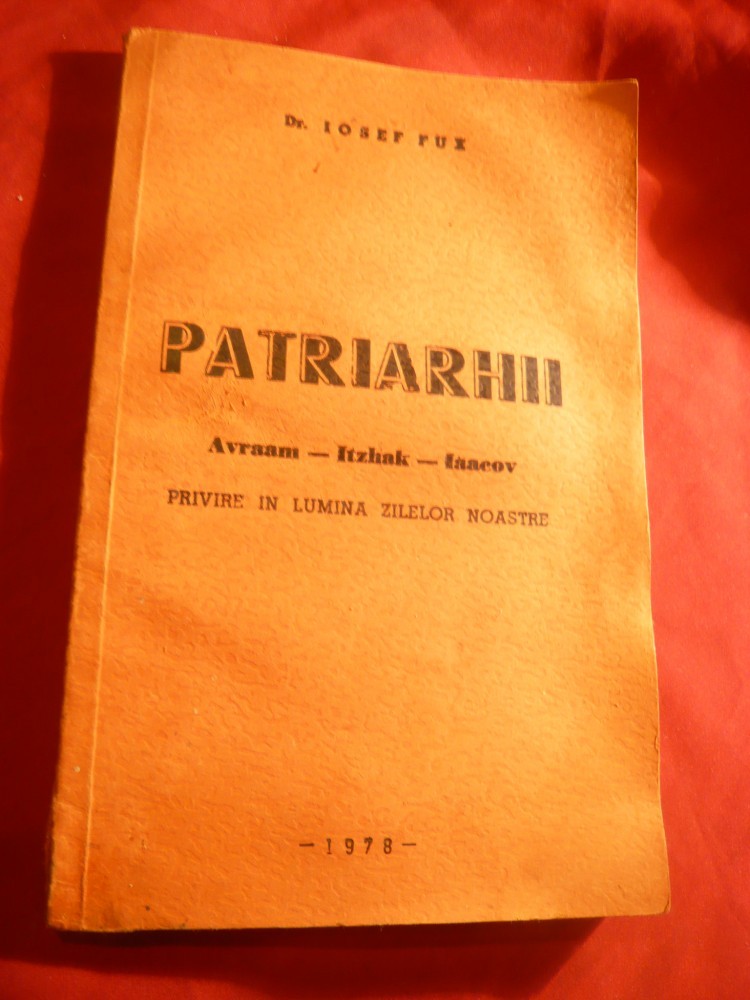 Dr. IOSEF FUX
PATRIARHII
Avraam — Itzhak — Iaacov
PRIVIRE IN LUMINA ZILELOR NOASTRE
— 1978 —